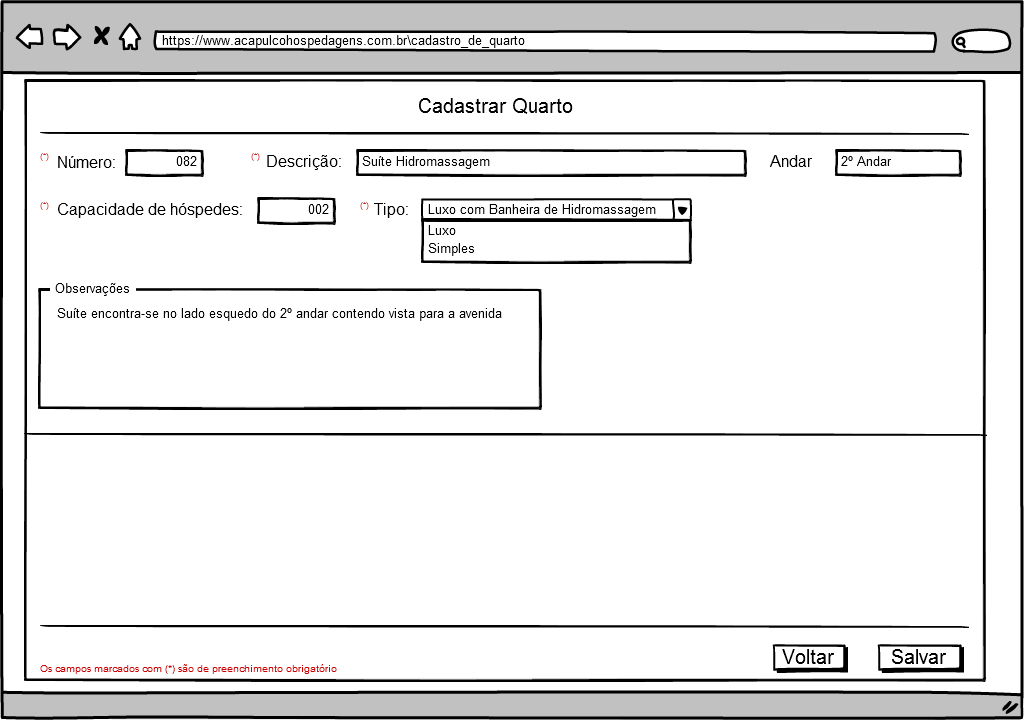 https://www.acapulcohospedagens.com.br\cadastro_de_quarto
Cadastrar Quarto
(*) Número: 082 (*) Descrição: Suíte Hidromassagem Andar 2º Andar
(*) Capacidade de hóspedes: 002 (*) Tipo: Luxo com Banheira de Hidromassagem
Luxo
Simples
Observações
Suíte encontra-se no lado esquedo do 2º andar contendo vista para a avenida
Voltar Salvar
Os campos marcados com (*) são de preenchimento obrigatório